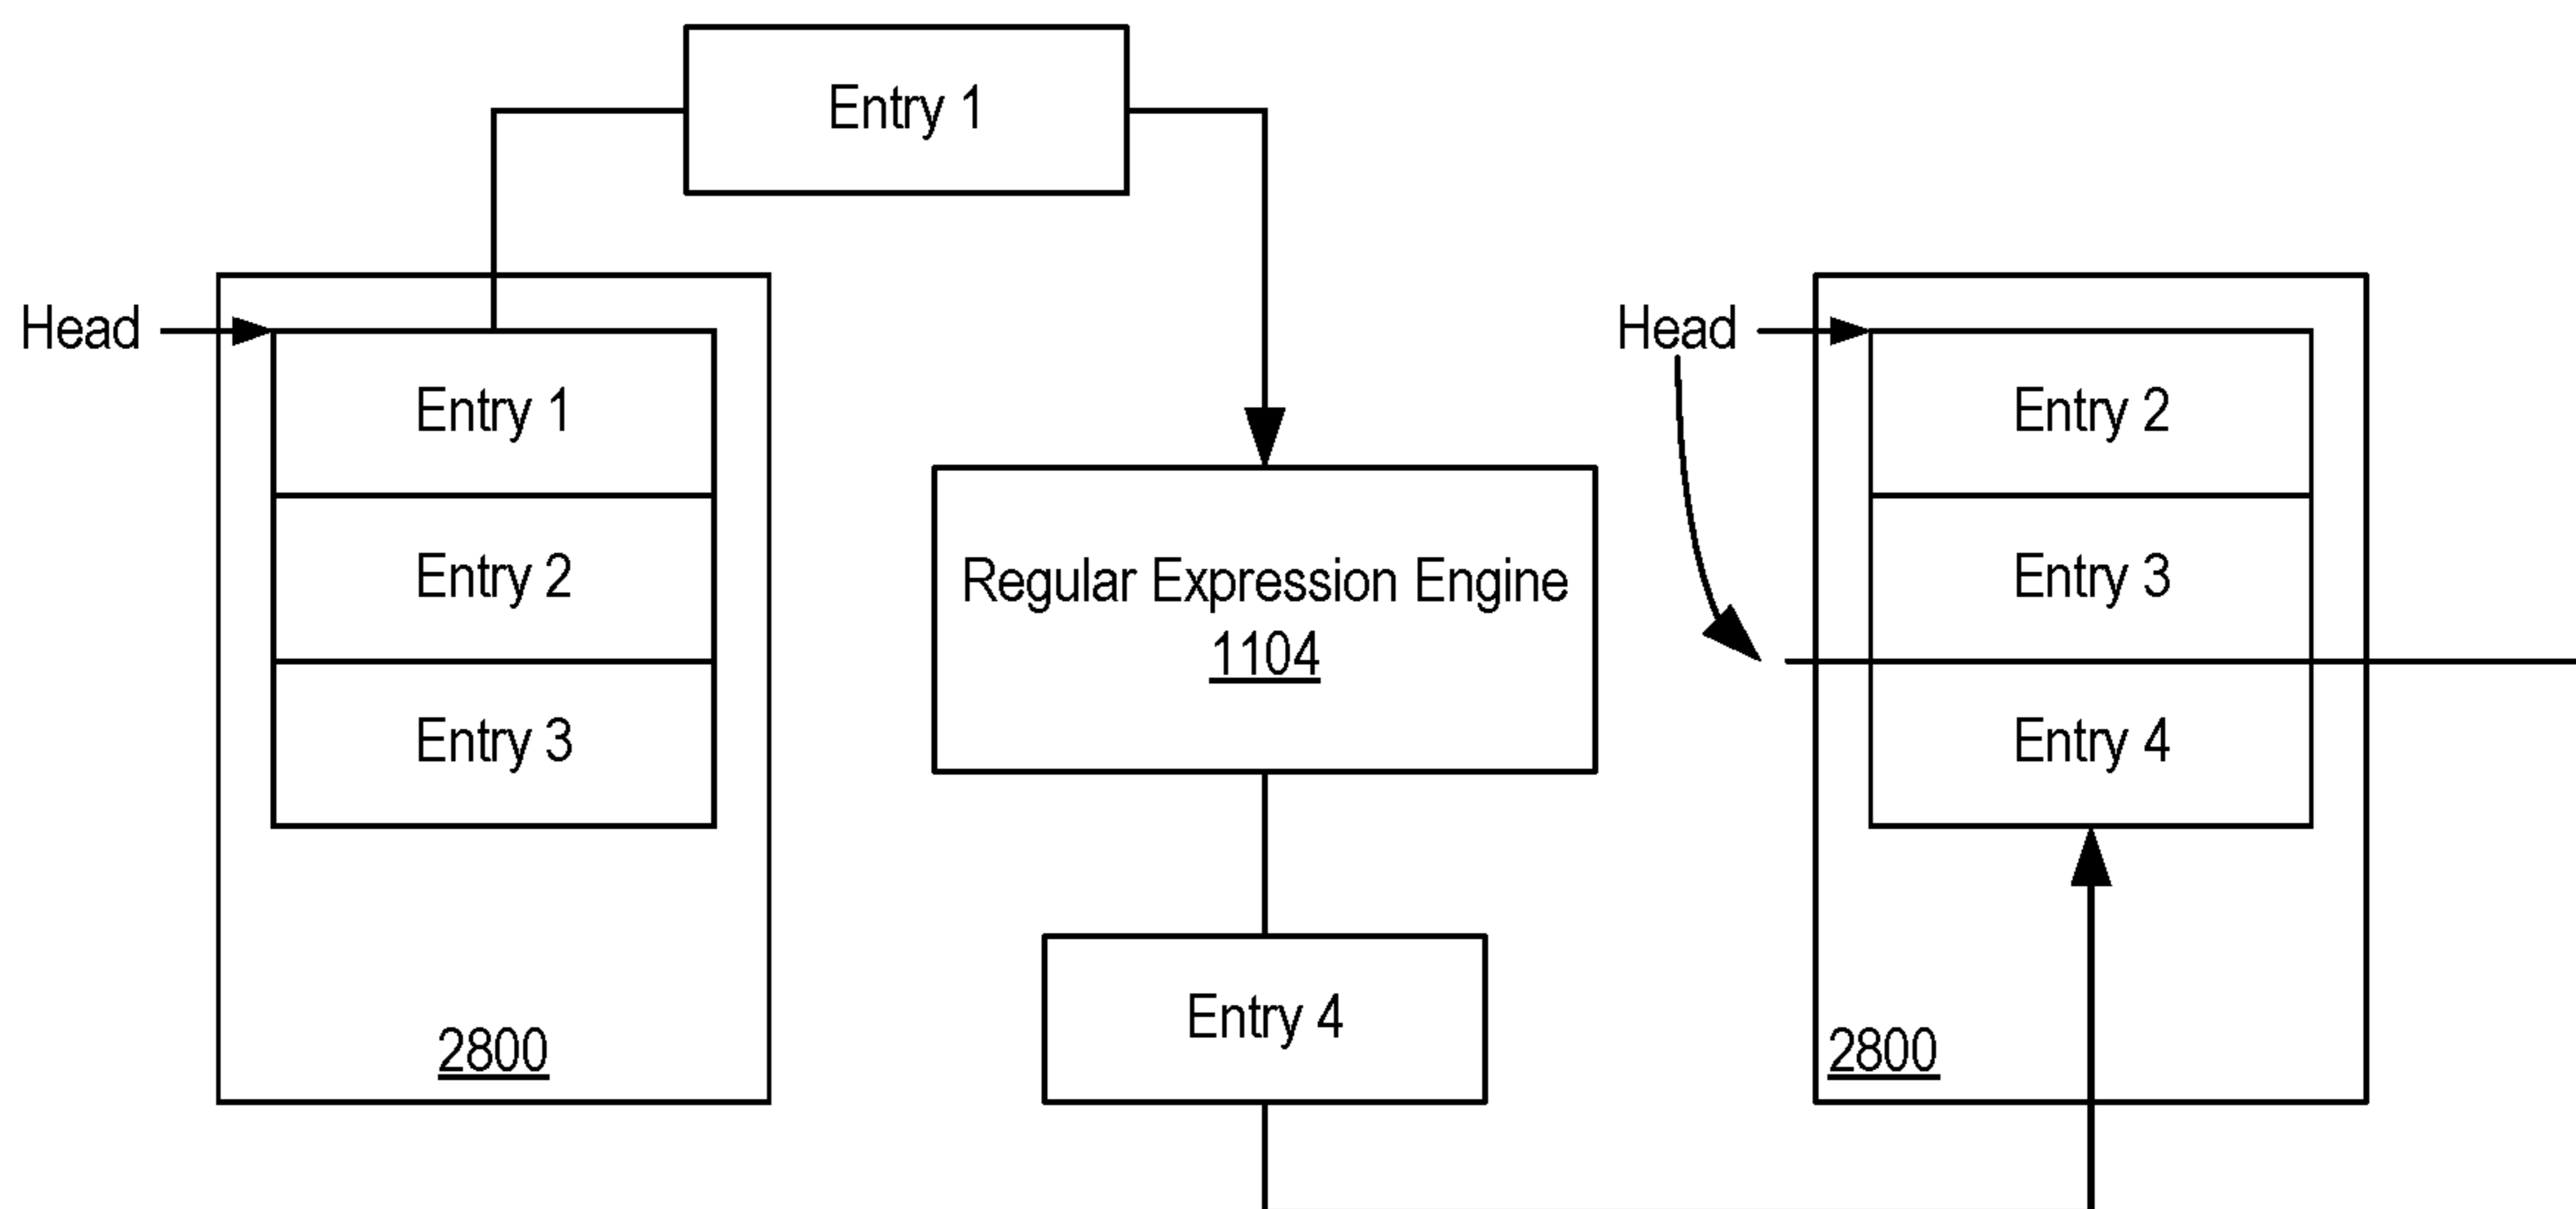 Entry 1
Head
Entry 1
Entry 2
Entry 3
2800
Regular Expression Engine
1104
Entry 4
Head
Entry 2
Entry 3
Entry 4
2800